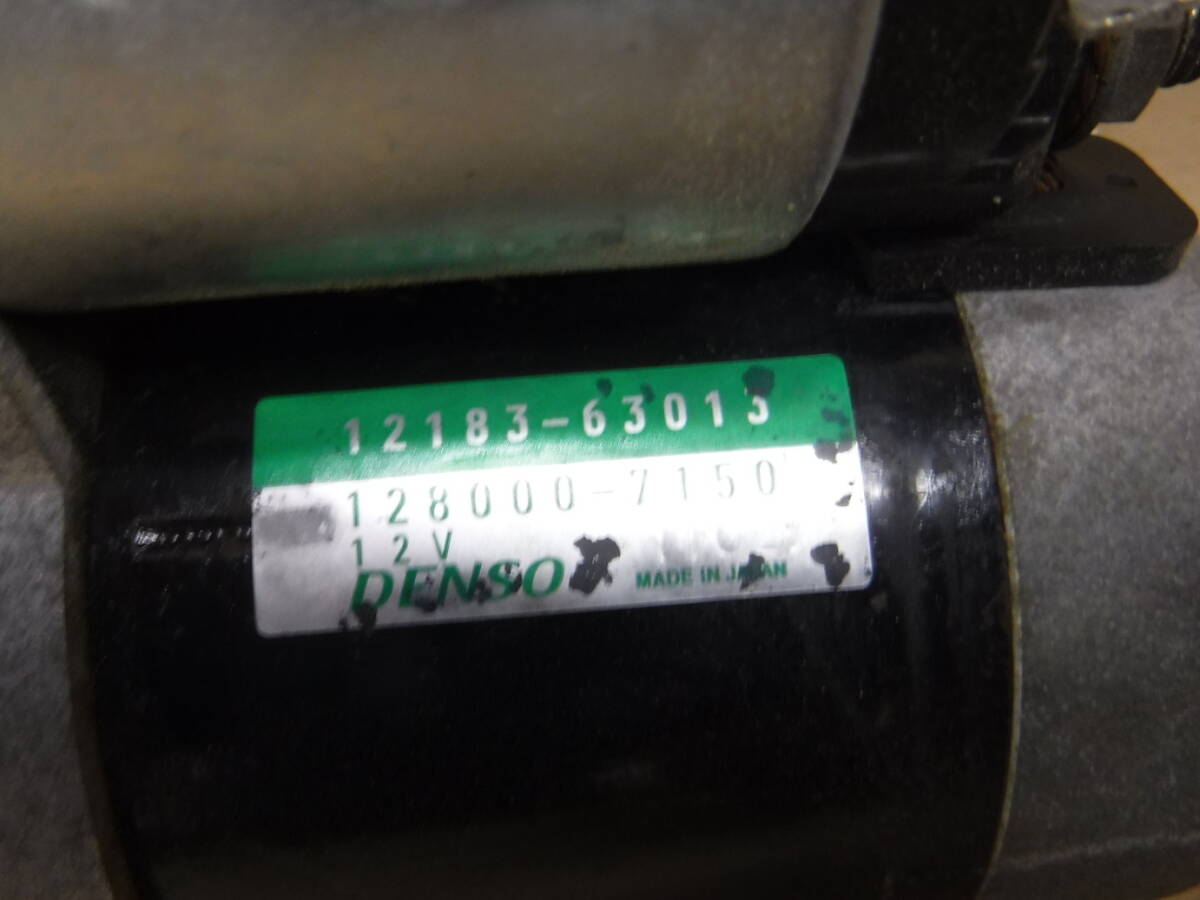 12183-63013
128000-7150
12V
DENSO MADE IN JAPAN